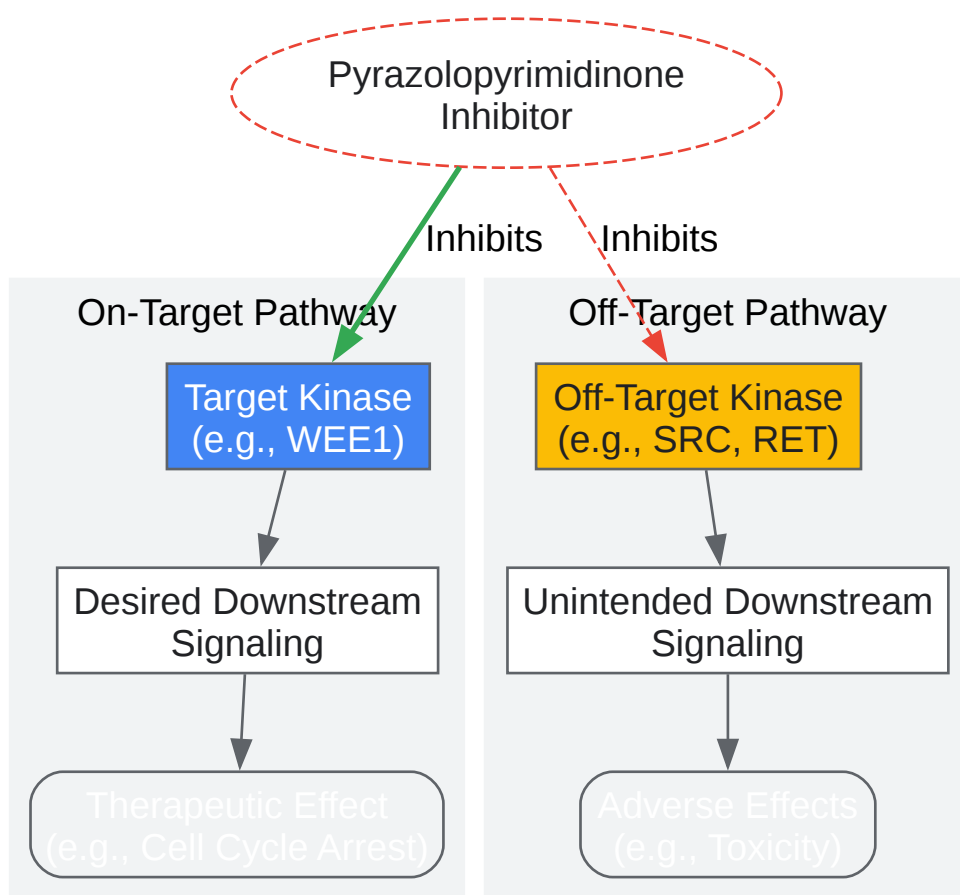 Pyrazolopyrimidinone
Inhibitor
Inhibits
Inhibits
On-Target Pathway
Off-Target Pathway
Target Kinase
(e.g., WEE1)
Off-Target Kinase
(e.g., SRC, RET)
Desired Downstream
Signaling
Unintended Downstream
Signaling
Therapeutic Effect
(e.g., Cell Cycle Arrest)
Adverse Effects
(e.g., Toxicity)